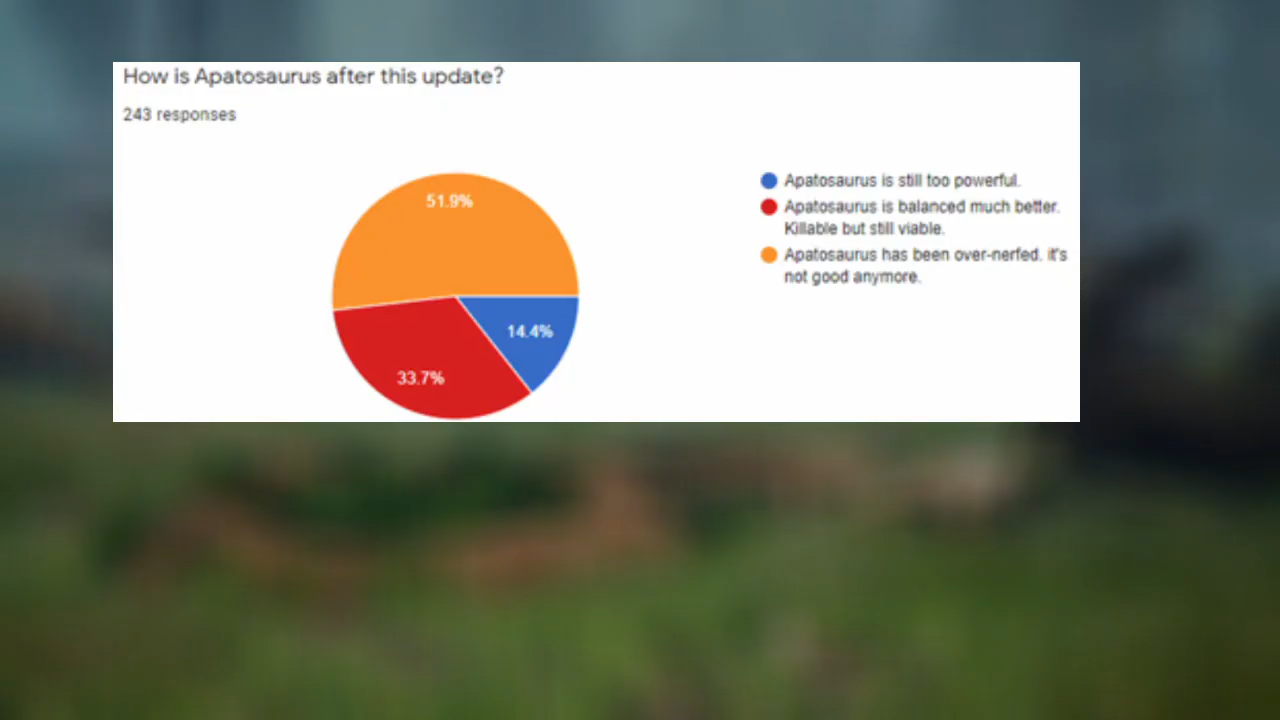 How is Apatosaurus after this update?
243 responses
51.9%
14.4%
33.7%
Apatosaurus is still too powerful.
Apatosaurus is balanced much better.
Killable but still viable.
Apatosaurus has been over-nerfed. it's
not good anymore.